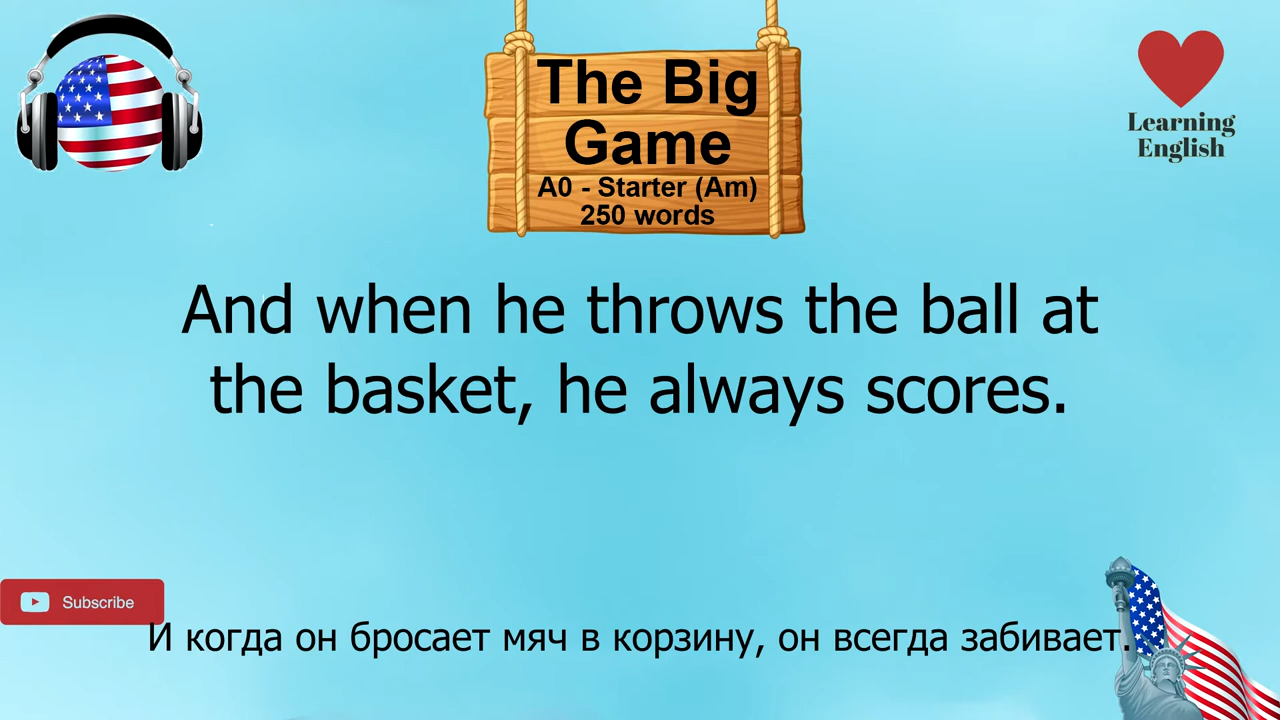 The Big
Game
A0 - Starter (Am)
250 words
Learning
English
And when he throws the ball at
the basket, he always scores.
Subscribe
И когда он бросает мяч в корзину, он всегда забивает.